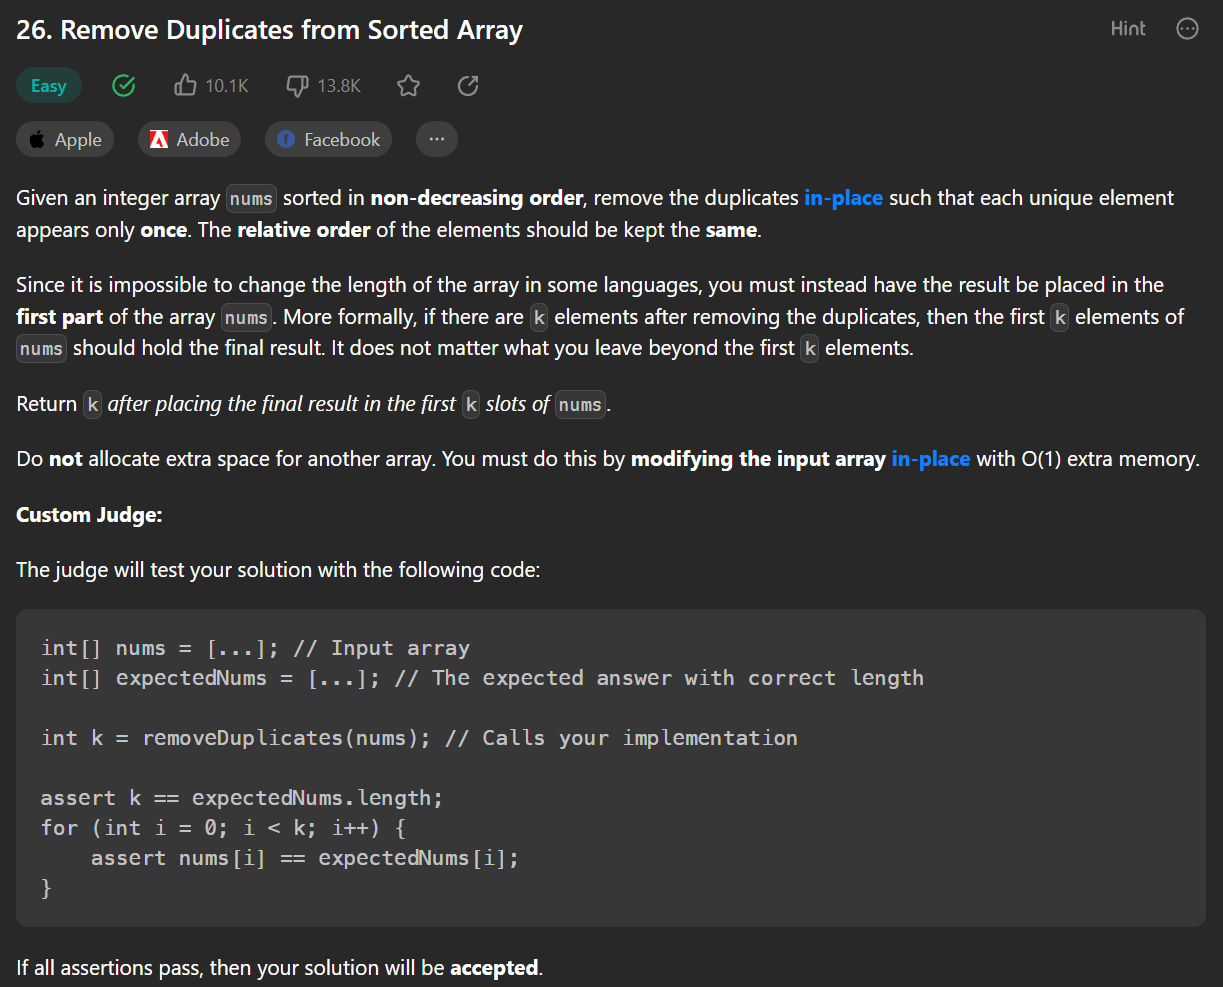 26. Remove Duplicates from Sorted Array
Hint
Easy
10.1K
13.8K
Apple
Adobe
Facebook
Given an integer array nums sorted in non-decreasing order, remove the duplicates in-place such that each unique element
appears only once. The relative order of the elements should be kept the same.
Since it is impossible to change the length of the array in some languages, you must instead have the result be placed in the
first part of the array nums. More formally, if there are k elements after removing the duplicates, then the first k elements of
nums should hold the final result. It does not matter what you leave beyond the first k elements.
Return k after placing the final result in the first k slots of nums.
Do not allocate extra space for another array. You must do this by modifying the input array in-place with O(1) extra memory.
Custom Judge:
The judge will test your solution with the following code:
int[] nums = [...]; // Input array
int[] expectedNums = [...]; // The expected answer with correct length
int k = removeDuplicates(nums); // Calls your implementation
assert k == expectedNums.length;
for (int i = 0; i < k; i++) {
    assert nums[i] == expectedNums[i];
}
If all assertions pass, then your solution will be accepted.